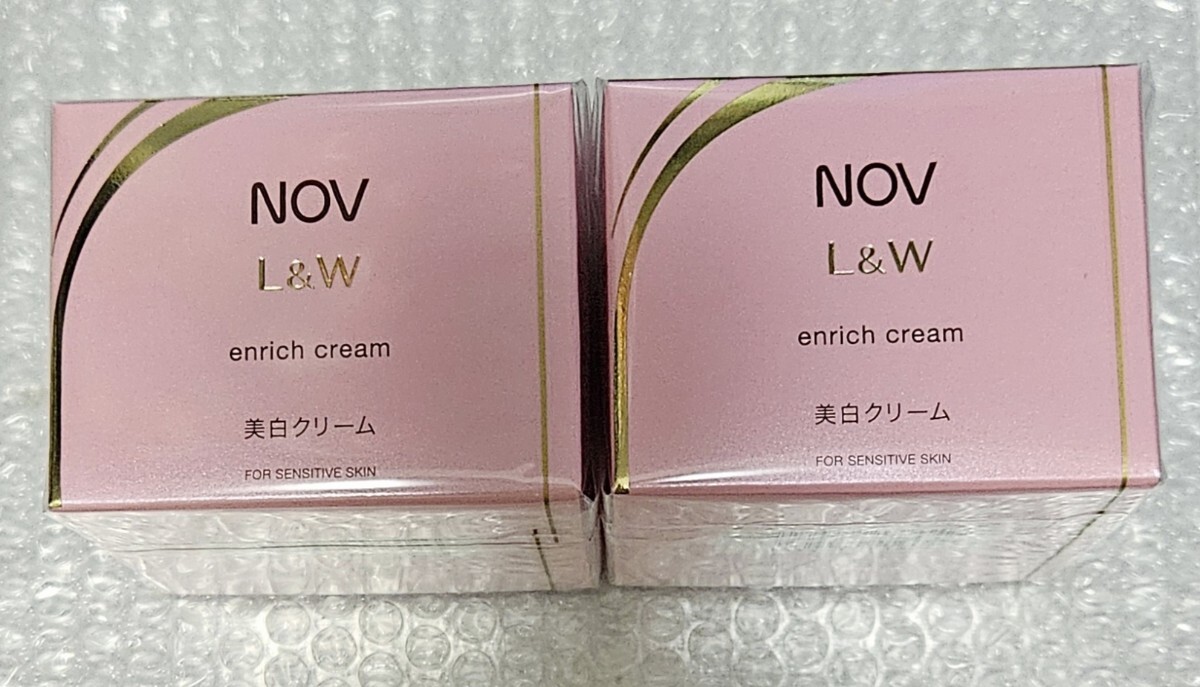 NOV
L&W
enrich cream
美白クリーム
FOR SENSITIVE SKIN
NOV
L&W
enrich cream
美白クリーム
FOR SENSITIVE SKIN